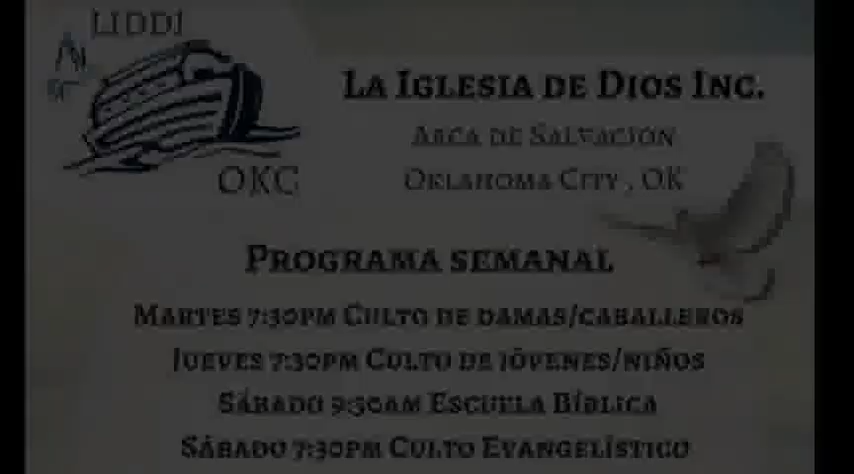 LIDDI
OKC
La Iglesia de Dios Inc.
Arca de Salvación
Oklahoma City , OK
Programa semanal
Martes 7:30pm Culto de damas/caballeros
Jueves 7:30pm Culto de jóvenes/niños
Sábado 9:30am Escuela Bíblica
Sábado 7:30pm Culto Evangelístico